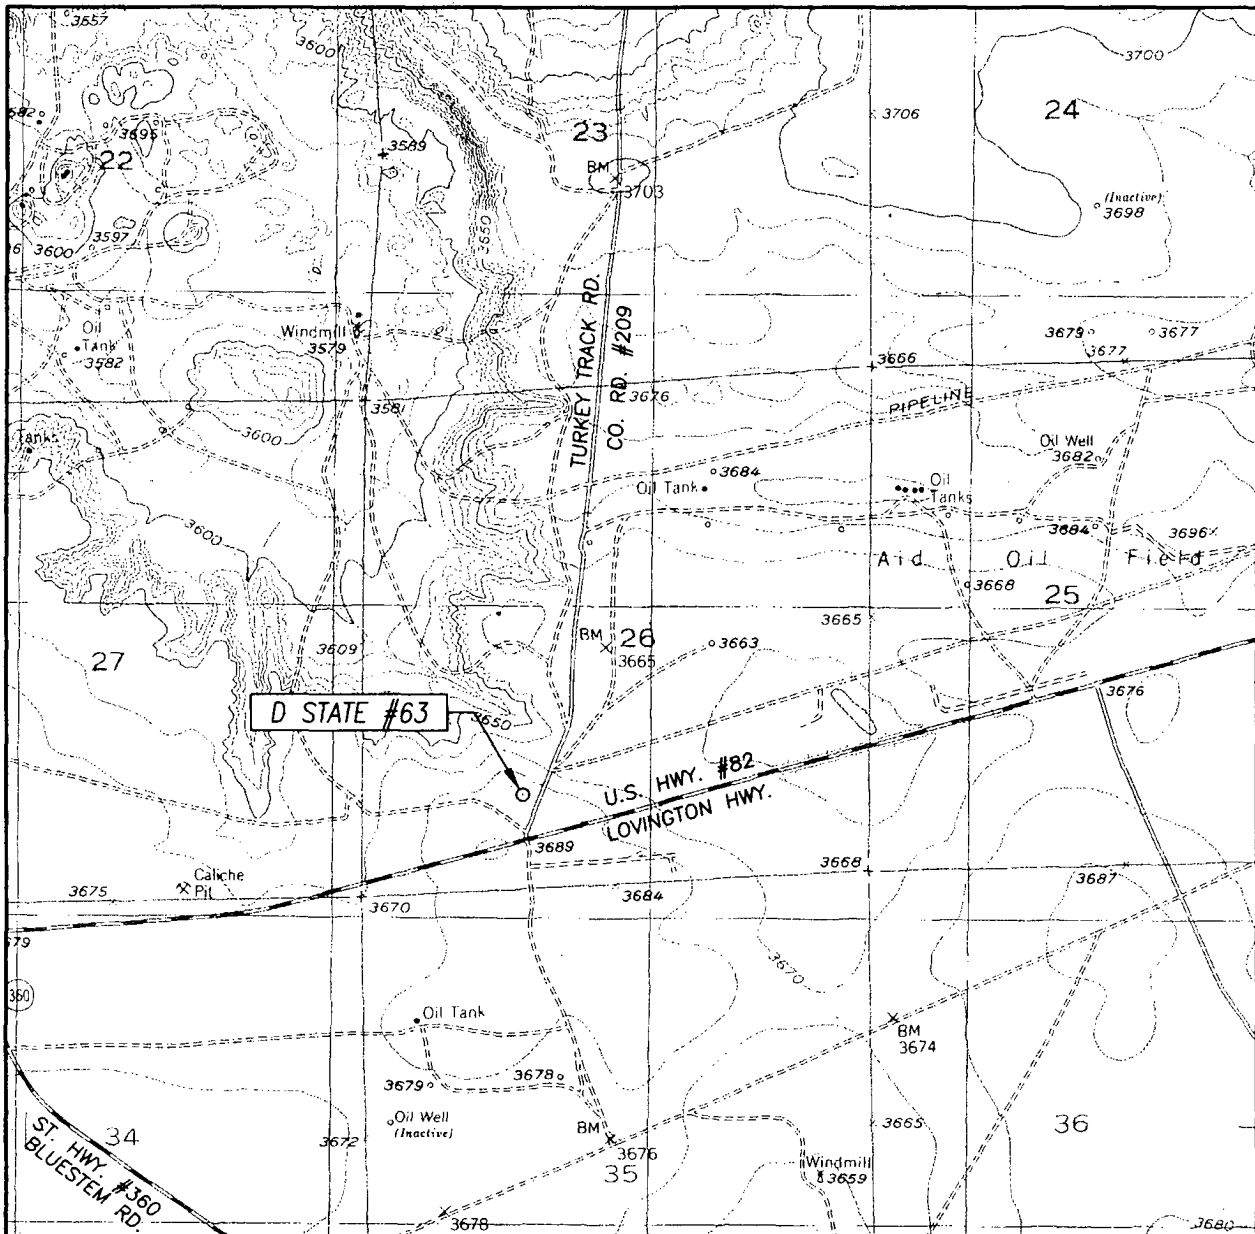 3557
3600
3700
3582
3595
22
3589
23
3706
24
BM
3703
(Inactive)
3698
3597
3600
3650
TURKEY TRACK RD.
CO. RD. #209
Oil
Tank
3582
Windmill
3579
3679
3677
3677
3666
3581
3676
PIPELINE
3600
Tanks
Oil Well
3682
3684
Oil Tank
Oil
Tanks
3600
3684
3696
Aid Oil Field
3668
25
3665
BM
26
3665
3663
3609
27
D STATE #63
3650
3676
U.S. HWY. #82
LOVINGTON HWY.
3689
3668
3687
Caliche
Pit
3675
3670
3684
3670
360
Oil Tank
BM
3674
3679
3678
Oil Well
(Inactive)
34
3672
BM
3676
35
3665
36
Windmill
3659
ST. HWY. #360
BLUESTEM RD.
3678
3680